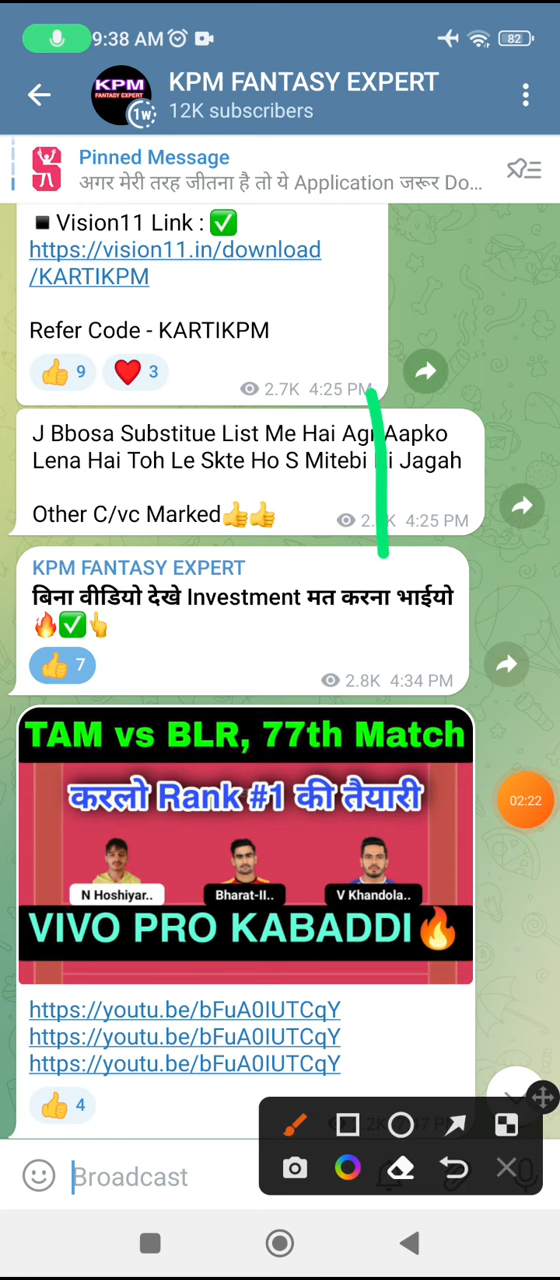 9:38 AM
82
KPM
FANTASY EXPERT
1w
KPM FANTASY EXPERT
12K subscribers
Pinned Message
अगर मेरी तरह जीतना है तो ये Application जरूर Do...
Vision11 Link : ✅
https://vision11.in/download
/KARTIKPM
Refer Code - KARTIKPM
👍 9 ❤️ 3
2.7K 4:25 PM
J Bbosa Substitue List Me Hai Agr Aapko
Lena Hai Toh Le Skte Ho S Mitebi Jagah
Other C/vc Marked👍👍
4:25 PM
KPM FANTASY EXPERT
बिना वीडियो देखे Investment मत करना भाईयो
🔥✅👆
👍 7
2.8K 4:34 PM
TAM vs BLR, 77th Match
करलो Rank #1 की तैयारी
N Hoshiyar..
Bharat-II..
V Khandola..
VIVO PRO KABADDI🔥
02:22
https://youtu.be/bFuA0IUTCqY
https://youtu.be/bFuA0IUTCqY
https://youtu.be/bFuA0IUTCqY
👍 4
Broadcast